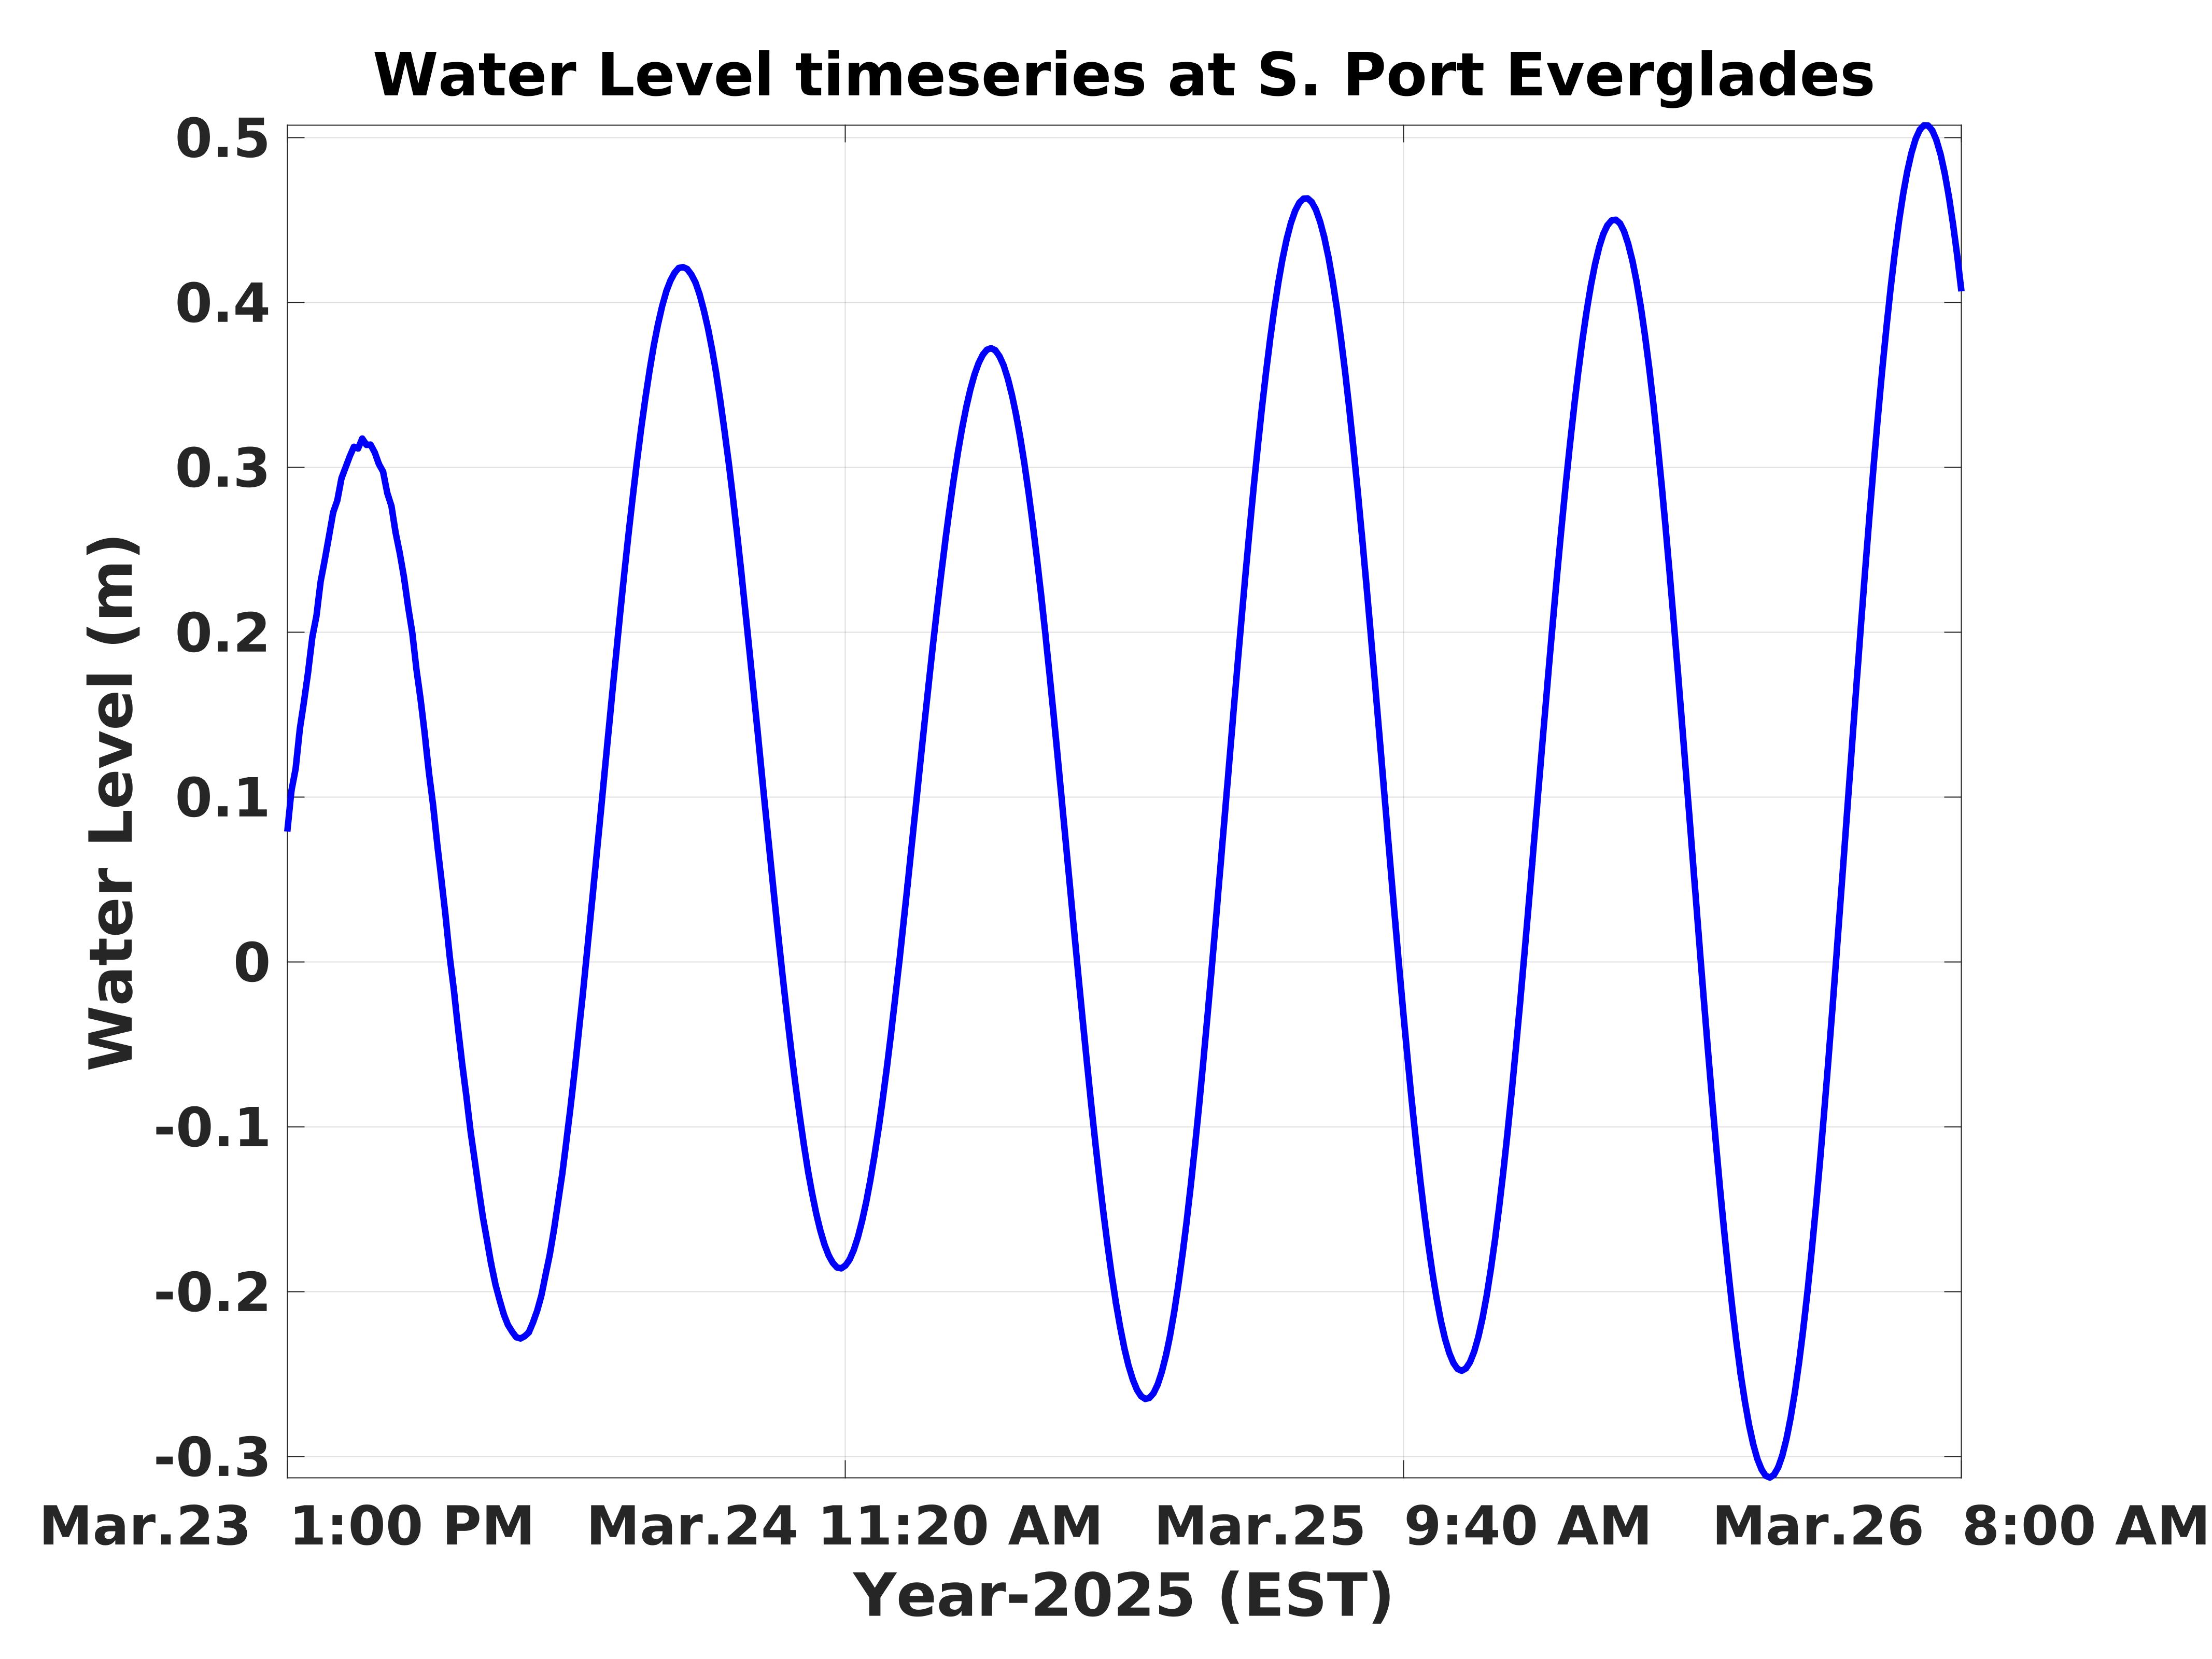 Water Level timeseries at S. Port Everglades
Water Level (m)
0.5
0.4
0.3
0.2
0.1
0
-0.1
-0.2
-0.3
Mar.23 1:00 PM
Mar.24 11:20 AM
Mar.25 9:40 AM
Mar.26 8:00 AM
Year-2025 (EST)